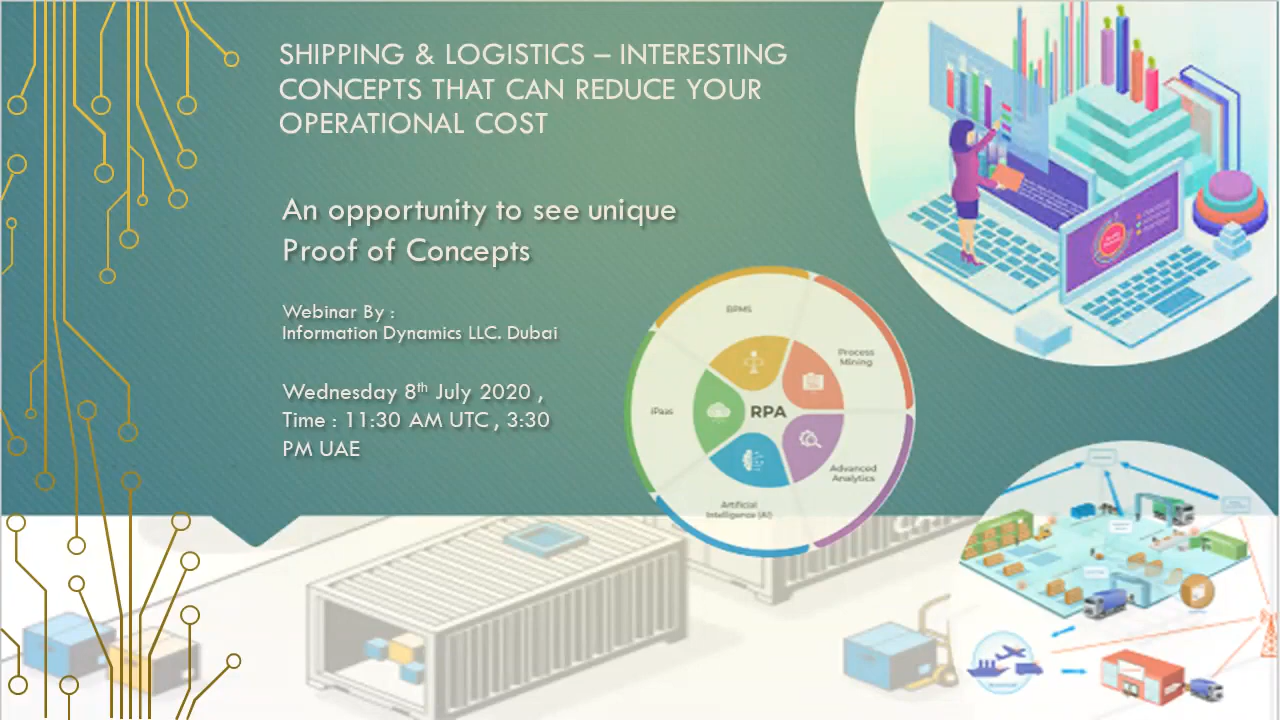 SHIPPING & LOGISTICS – INTERESTING
CONCEPTS THAT CAN REDUCE YOUR
OPERATIONAL COST
An opportunity to see unique
Proof of Concepts
Webinar By :
Information Dynamics LLC. Dubai
Wednesday 8th July 2020 ,
Time : 11:30 AM UTC , 3:30
PM UAE
BPMS
Process
Mining
iPaas
RPA
Advanced
Analytics
Artificial
Intelligence (AI)